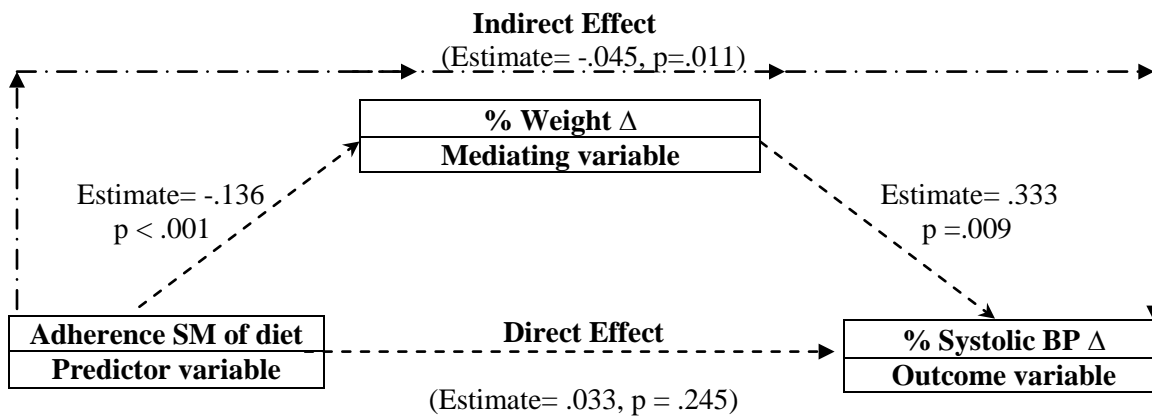 Indirect Effect
(Estimate= -.045, p=.011)
% Weight Δ
Mediating variable
Estimate= -.136
p < .001
Estimate= .333
p =.009
Adherence SM of diet
Predictor variable
Direct Effect
(Estimate= .033, p = .245)
% Systolic BP Δ
Outcome variable